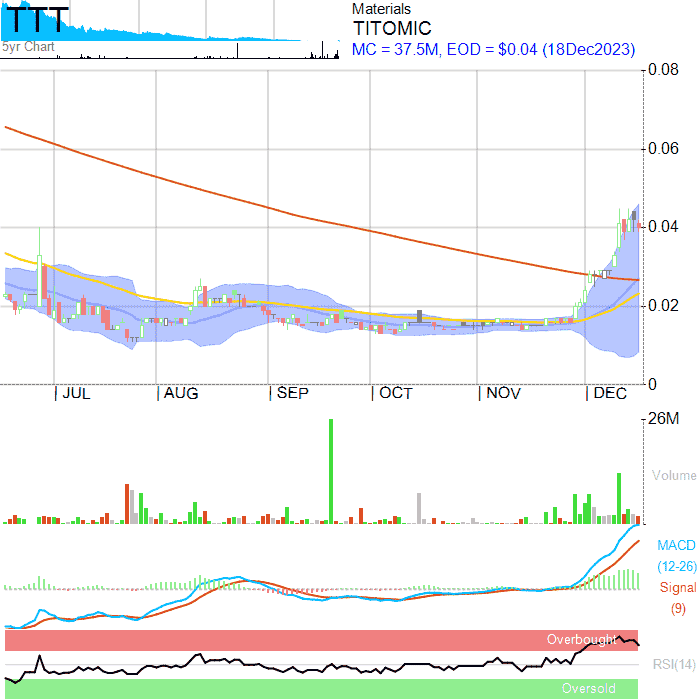 TTT
5yr Chart
Materials
TITOMIC
MC = 37.5M, EOD = $0.04 (18Dec2023)
0.08
0.06
0.04
0.02
0
JUL AUG SEP OCT NOV DEC
26M
Volume
MACD
(12-26)
Signal
(9)
Overbought
RSI(14)
Oversold